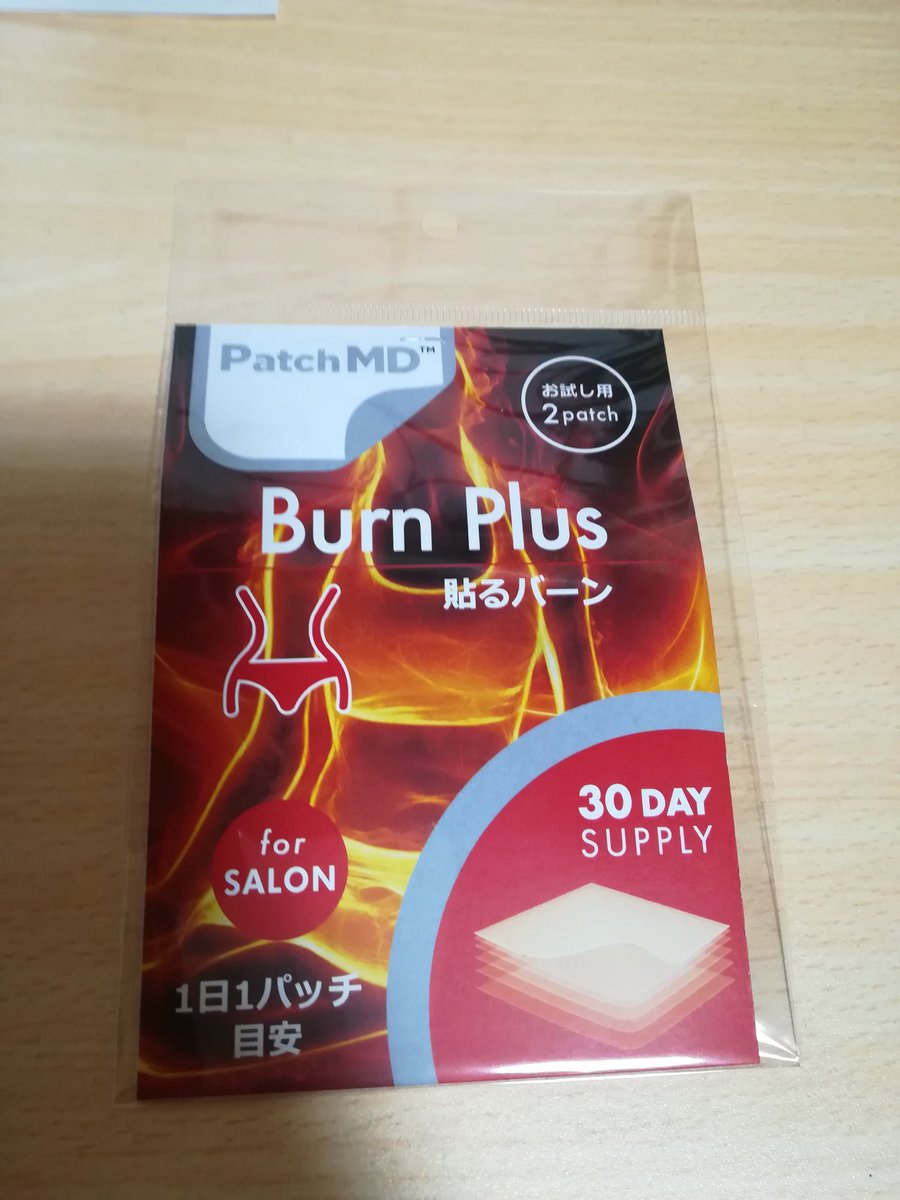 PatchMD™
お試し用
2patch
Burn Plus
貼るバーン
for
SALON
30 DAY
SUPPLY
1日1パッチ
目安